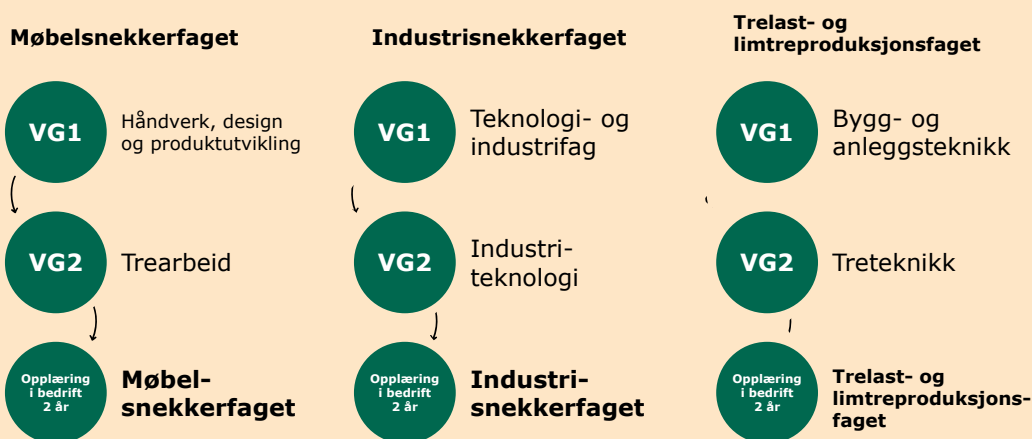 Møbelsnekkerfaget
VG1
Håndverk, design
og produktutvikling
VG2
Trearbeid
Opplæring
i bedrift
2 år
Møbel-
snekkerfaget
Industrisnekkerfaget
VG1
Teknologi- og
industrifag
VG2
Industri-
teknologi
Opplæring
i bedrift
2 år
Industri-
snekkerfaget
Trelast- og
limtreproduksjonsfaget
VG1
Bygg- og
anleggsteknikk
VG2
Treteknikk
Opplæring
i bedrift
2 år
Trelast- og
limtreproduksjons-
faget